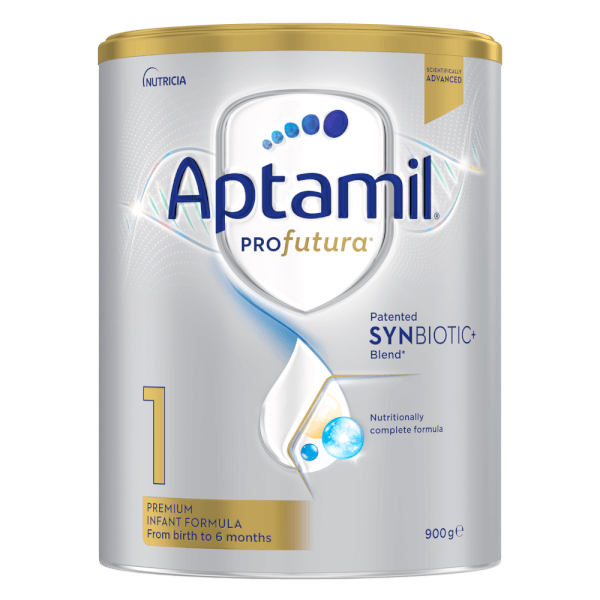 NUTRICIA
SCIENTIFICALLY
ADVANCED
Aptamil®
PROfutura®
Patented
SYNBIOTIC+
Blend*
Nutritionally
complete formula
1
PREMIUM
INFANT FORMULA
From birth to 6 months
900g℮